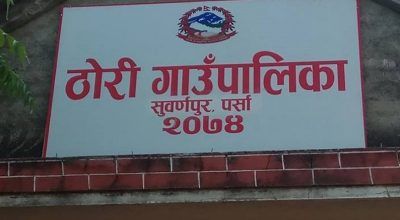 ठोरी गाउँपालिका
सुवर्णपुर, पर्सा
२०७४